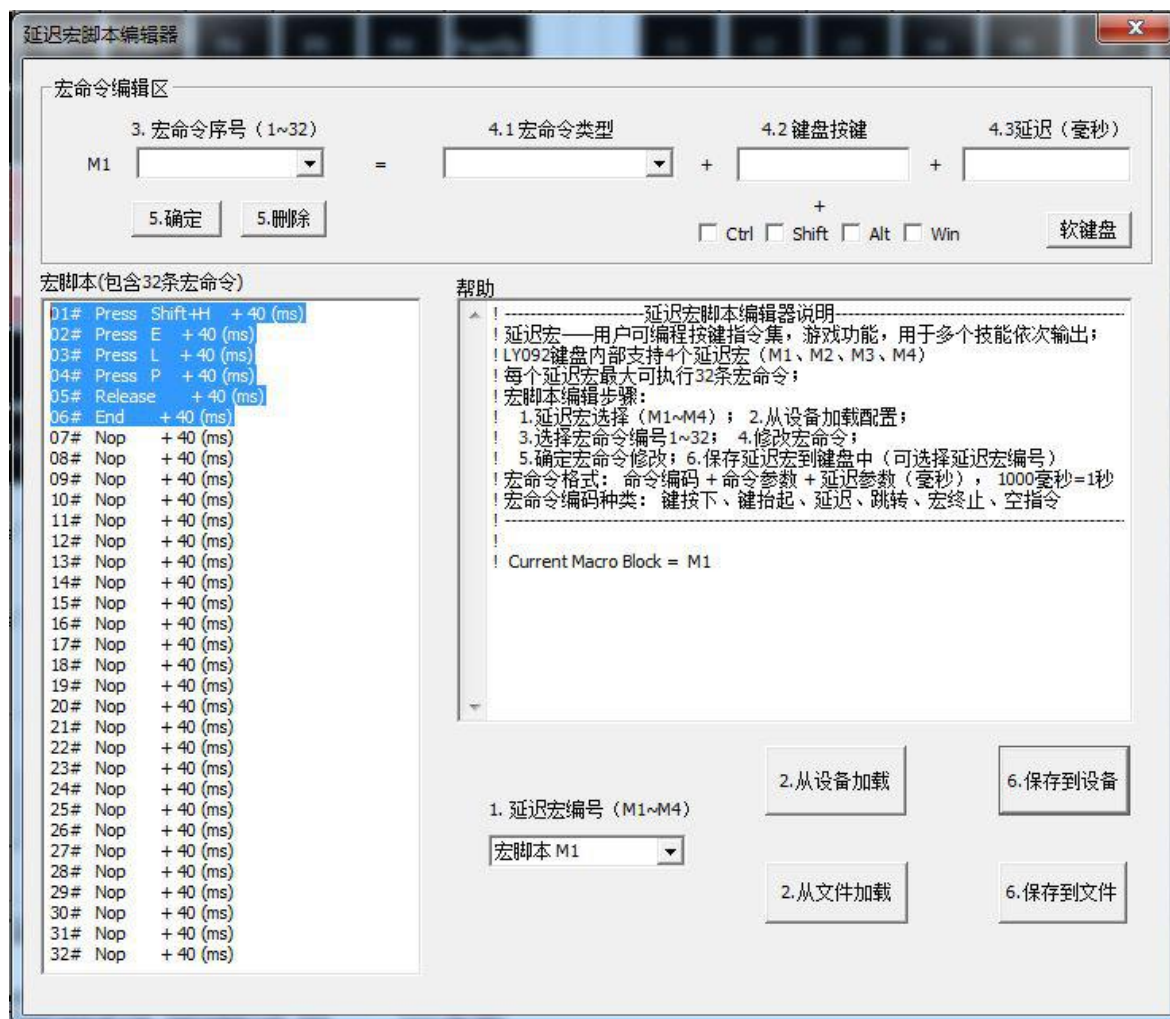 延迟宏脚本编辑器
宏命令编辑区
3. 宏命令序号（1~32）
4.1宏命令类型
4.2 键盘按键
4.3延迟（毫秒）
M1 = + +
5.确定 5.删除
+
Ctrl Shift Alt Win
软键盘
宏脚本(包含32条宏命令)
01# Press Shift+H + 40 (ms)
02# Press E + 40 (ms)
03# Press L + 40 (ms)
04# Press P + 40 (ms)
05# Release + 40 (ms)
06# End + 40 (ms)
07# Nop + 40 (ms)
08# Nop + 40 (ms)
09# Nop + 40 (ms)
10# Nop + 40 (ms)
11# Nop + 40 (ms)
12# Nop + 40 (ms)
13# Nop + 40 (ms)
14# Nop + 40 (ms)
15# Nop + 40 (ms)
16# Nop + 40 (ms)
17# Nop + 40 (ms)
18# Nop + 40 (ms)
19# Nop + 40 (ms)
20# Nop + 40 (ms)
21# Nop + 40 (ms)
22# Nop + 40 (ms)
23# Nop + 40 (ms)
24# Nop + 40 (ms)
25# Nop + 40 (ms)
26# Nop + 40 (ms)
27# Nop + 40 (ms)
28# Nop + 40 (ms)
29# Nop + 40 (ms)
30# Nop + 40 (ms)
31# Nop + 40 (ms)
32# Nop + 40 (ms)
帮助
! --------------------延迟宏脚本编辑器说明----------------------------------------
! 延迟宏——用户可编程按键指令集，游戏功能，用于多个技能依次输出；
! LY092键盘内部支持4个延迟宏（M1、M2、M3、M4）
! 每个延迟宏最大可执行32条宏命令；
! 宏脚本编辑步骤：
! 1.延迟宏选择（M1~M4）； 2.从设备加载配置；
! 3.选择宏命令编号1~32； 4.修改宏命令；
! 5.确定宏命令修改；6.保存延迟宏到键盘中（可选择延迟宏编号）
! 宏命令格式：命令编码 + 命令参数 + 延迟参数（毫秒），1000毫秒=1秒
! 宏命令编码种类：键按下、键抬起、延迟、跳转、宏终止、空指令
! ----------------------------------------------------------------------------------------
!
! Current Macro Block = M1
1. 延迟宏编号（M1~M4）
宏脚本 M1
2.从设备加载
6.保存到设备
2.从文件加载
6.保存到文件